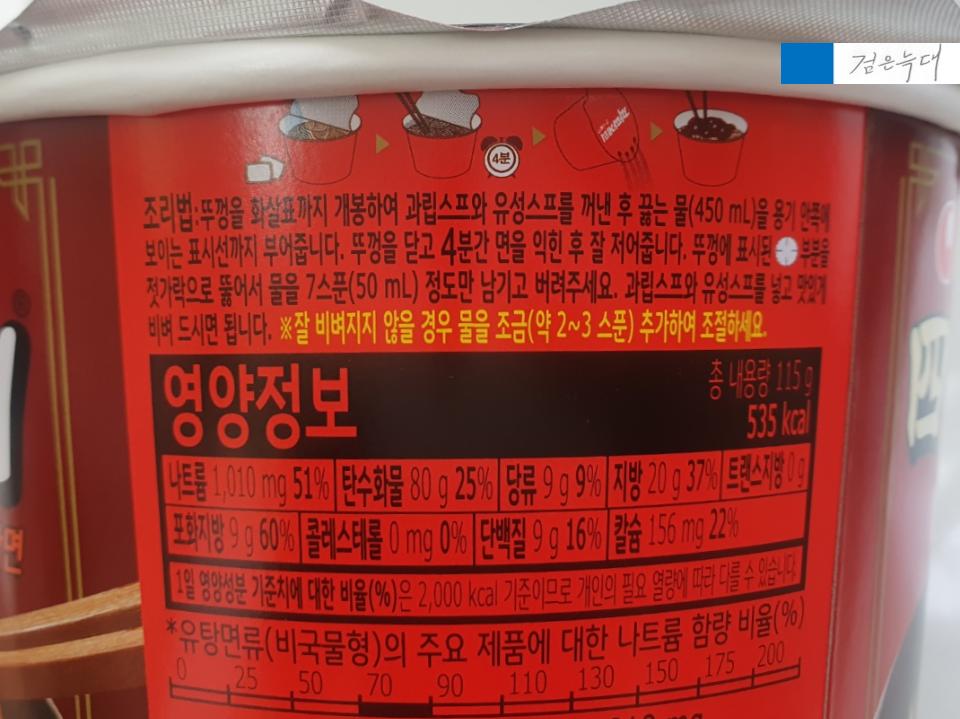 검은늑대
4분
조리법:뚜껑을 화살표까지 개봉하여 과립스프와 유성스프를 꺼낸 후 끓는 물(450 mL)을 용기 안쪽에
보이는 표시선까지 부어줍니다. 뚜껑을 닫고 4분간 면을 익힌 후 잘 저어줍니다. 뚜껑에 표시된 부분을
젓가락으로 뚫어서 물을 7스푼(50 mL) 정도만 남기고 버려주세요. 과립스프와 유성스프를 넣고 맛있게
비벼 드시면 됩니다. ※잘 비벼지지 않을 경우 물을 조금(약 2~3 스푼) 추가하여 조절하세요.
영양정보
총 내용량 115 g
535 kcal
나트륨 1,010 mg 51% 탄수화물 80 g 25% 당류 9 g 9% 지방 20 g 37% 트랜스지방 0 g
포화지방 9 g 60% 콜레스테롤 0 mg 0% 단백질 9 g 16% 칼슘 156 mg 22%
1일 영양성분 기준치에 대한 비율(%)은 2,000 kcal 기준이므로 개인의 필요 열량에 따라 다를 수 있습니다.
*유탕면류(비국물형)의 주요 제품에 대한 나트륨 함량 비율(%)
0 25 50 70 90 110 130 150 175 200
면